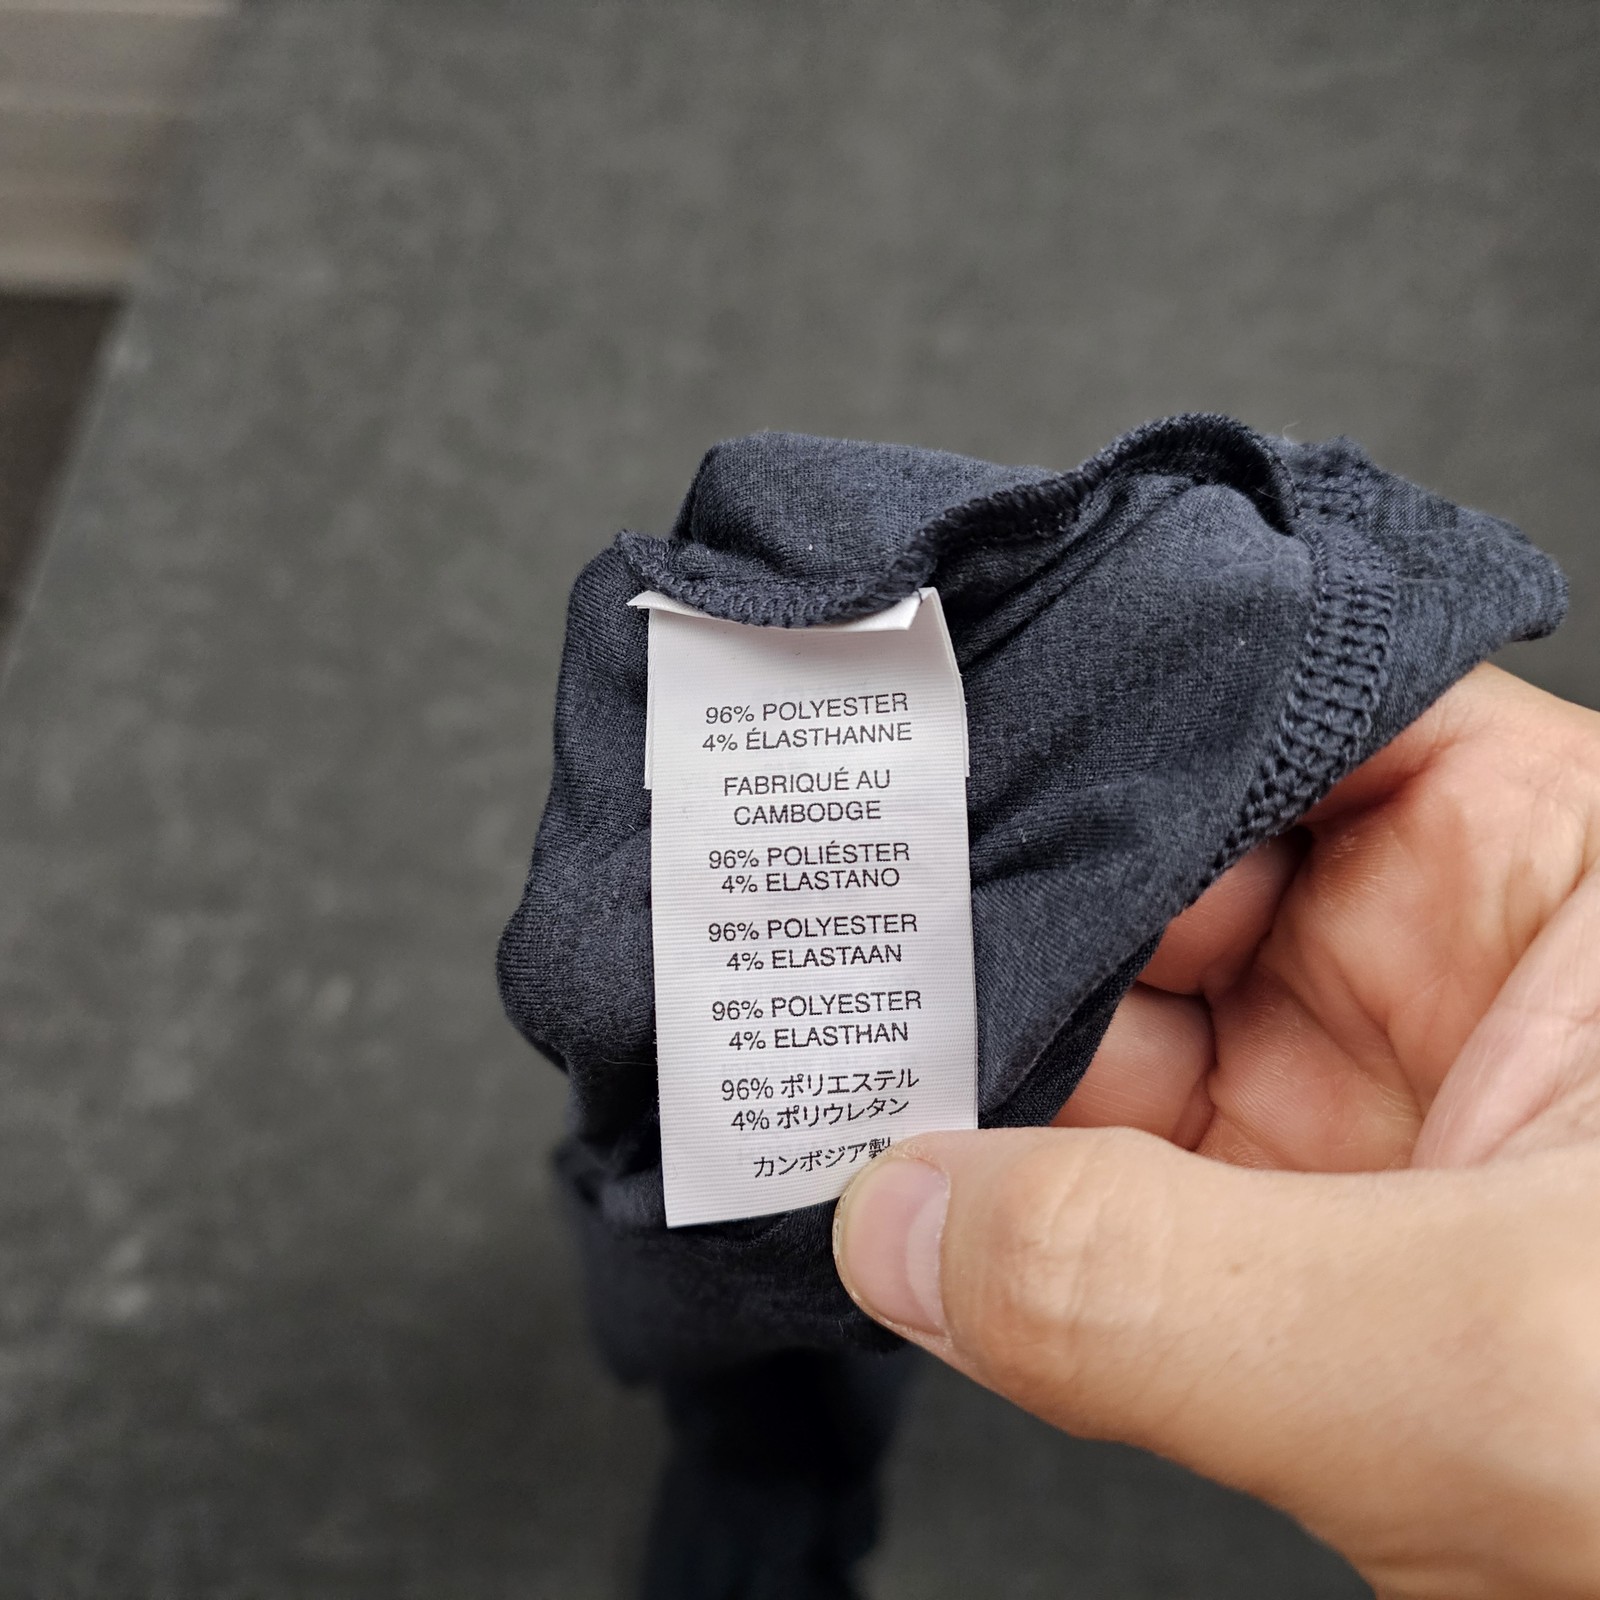 96% POLYESTER
4% ÉLASTHANNE
FABRIQUÉ AU
CAMBODGE
96% POLIÉSTER
4% ELASTANO
96% POLYESTER
4% ELASTAAN
96% POLYESTER
4% ELASTHAN
96% ポリエステル
4% ポリウレタン
カンボジア製